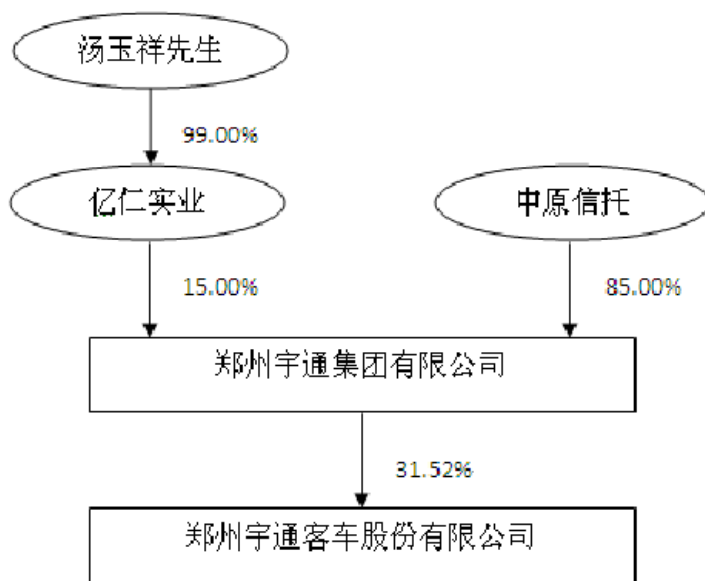 汤玉祥先生
99.00%
亿仁实业
中原信托
15.00%
85.00%
郑州宇通集团有限公司
31.52%
郑州宇通客车股份有限公司